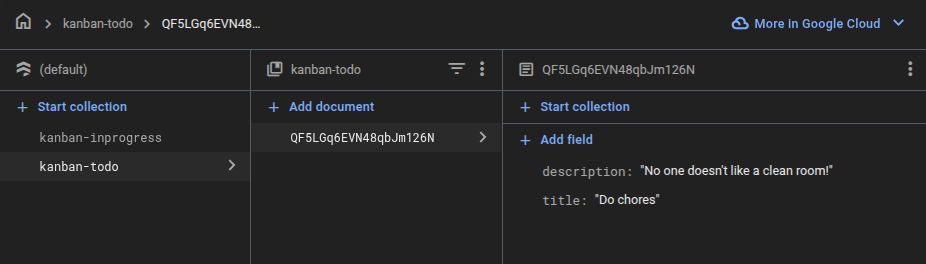 kanban-todo
QF5LGq6EVN48...
More in Google Cloud
(default)
kanban-todo
QF5LGq6EVN48qbJm126N
Start collection
Add document
Start collection
kanban-inprogress
QF5LGq6EVN48qbJm126N
Add field
kanban-todo
description: "No one doesn't like a clean room!"
title: "Do chores"